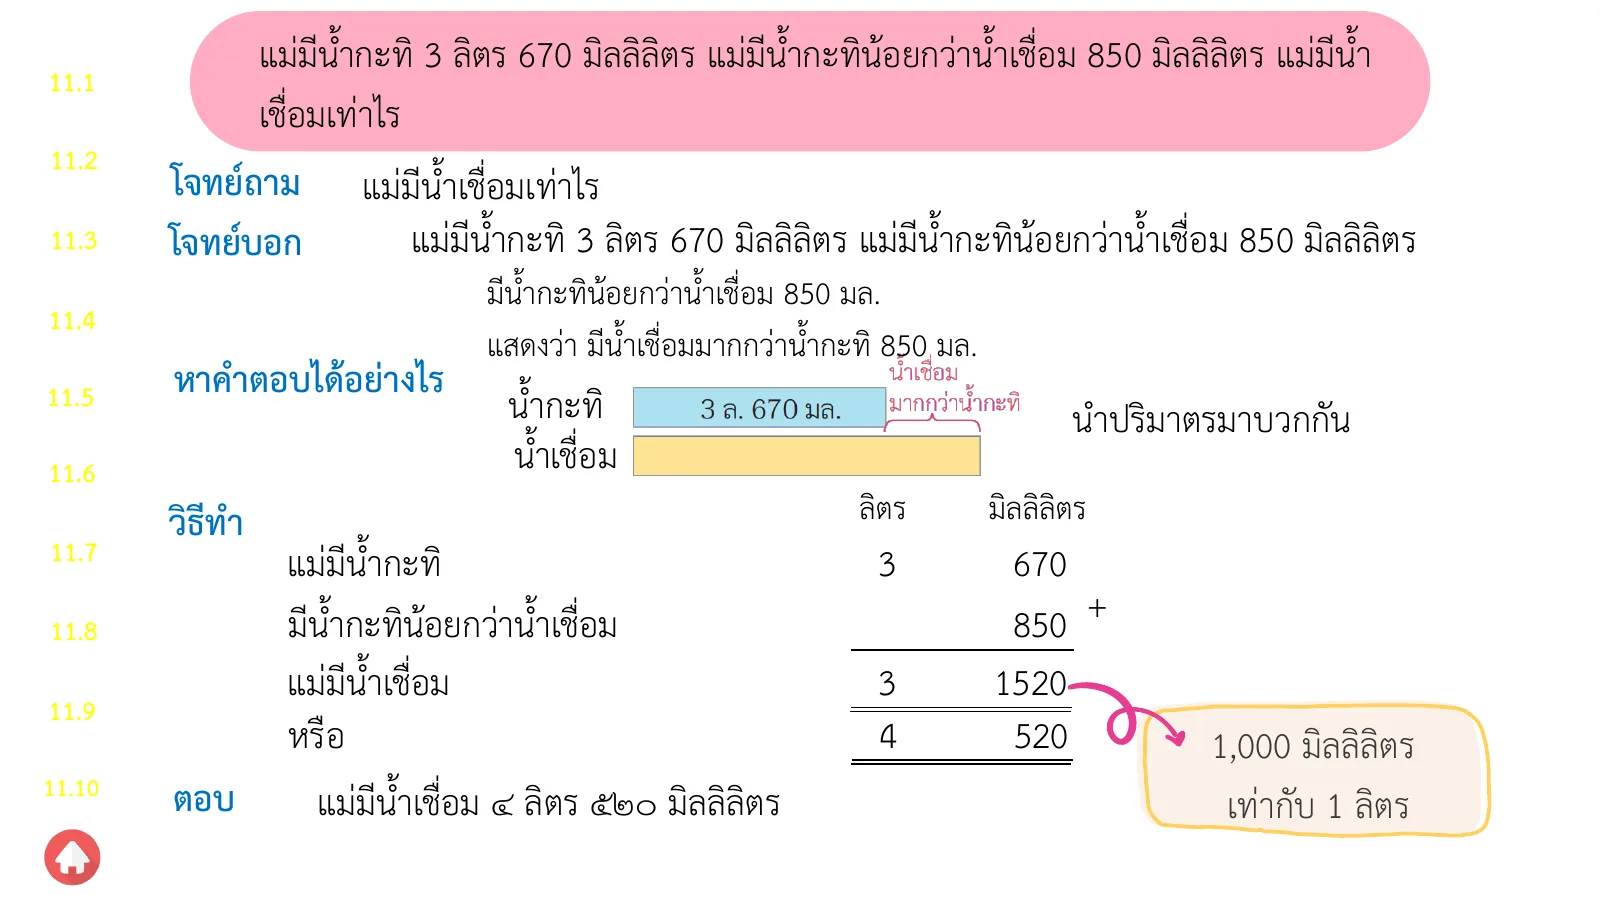 แม่มีน้ำกะทิ 3 ลิตร 670 มิลลิลิตร แม่มีน้ำกะทิน้อยกว่าน้ำเชื่อม 850 มิลลิลิตร แม่มีน้ำ
เชื่อมเท่าไร
11.1
11.2
11.3
11.4
11.5
11.6
11.7
11.8
11.9
11.10
โจทย์ถาม แม่มีน้ำเชื่อมเท่าไร
โจทย์บอก แม่มีน้ำกะทิ 3 ลิตร 670 มิลลิลิตร แม่มีน้ำกะทิน้อยกว่าน้ำเชื่อม 850 มิลลิลิตร
มีน้ำกะทิน้อยกว่าน้ำเชื่อม 850 มล.
แสดงว่า มีน้ำเชื่อมมากกว่าน้ำกะทิ 850 มล.
หาคำตอบได้อย่างไร
น้ำเชื่อม
มากกว่าน้ำกะทิ
น้ำกะทิ 3 ล. 670 มล.
นำปริมาตรมาบวกกัน
น้ำเชื่อม
ลิตร มิลลิลิตร
วิธีทำ
แม่มีน้ำกะทิ 3 670
+
มีน้ำกะทิน้อยกว่าน้ำเชื่อม 850
แม่มีน้ำเชื่อม 3 1520
หรือ 4 520
1,000 มิลลิลิตร
เท่ากับ 1 ลิตร
ตอบ แม่มีน้ำเชื่อม ๔ ลิตร ๕๒๐ มิลลิลิตร